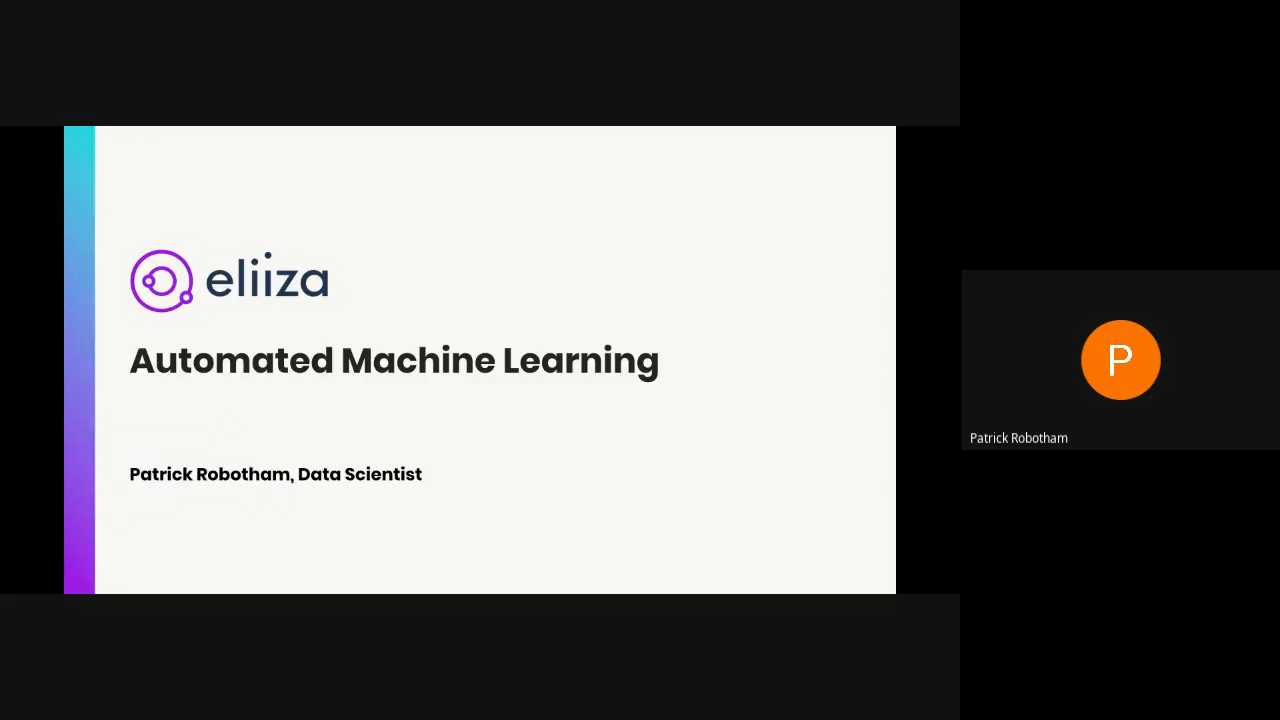 eliiza
Automated Machine Learning
Patrick Robotham, Data Scientist
P
Patrick Robotham